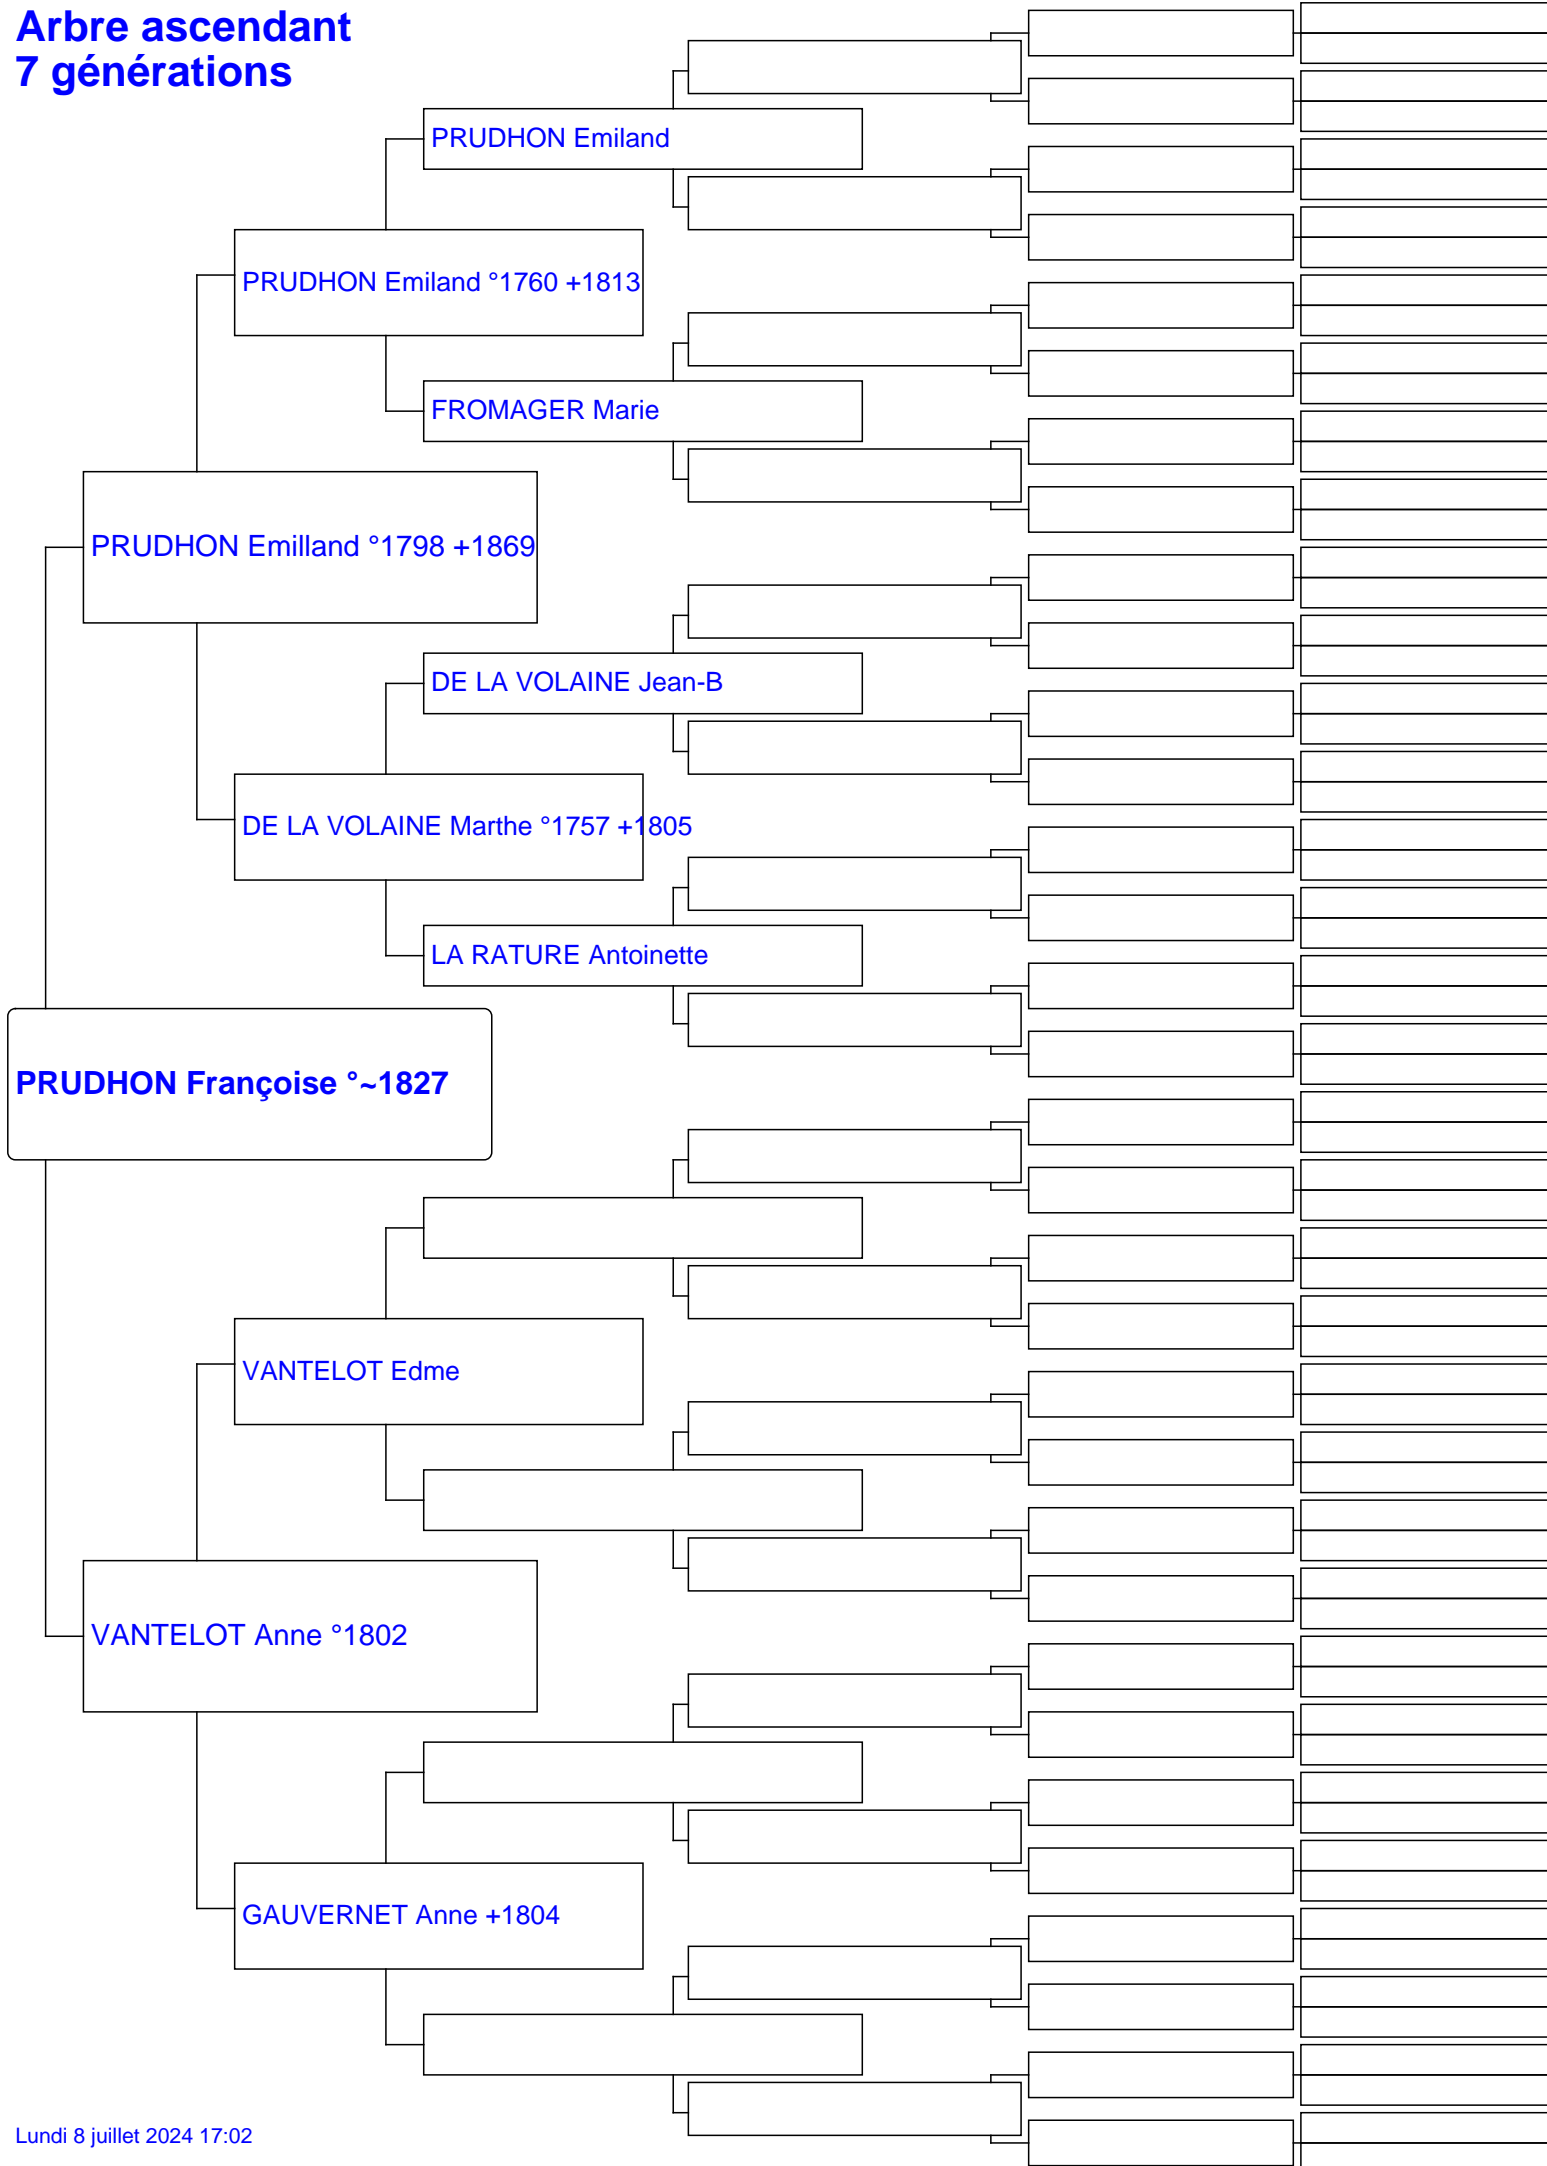 Arbre ascendant
7 générations
PRUDHON Emiland
PRUDHON Emiland °1760 +1813
FROMAGER Marie
PRUDHON Emilland °1798 +1869
DE LA VOLAINE Jean-B
DE LA VOLAINE Marthe °1757 +1805
LA RATURE Antoinette
PRUDHON Françoise °~1827
VANTELOT Edme
VANTELOT Anne °1802
GAUVERNET Anne +1804
Lundi 8 juillet 2024 17:02